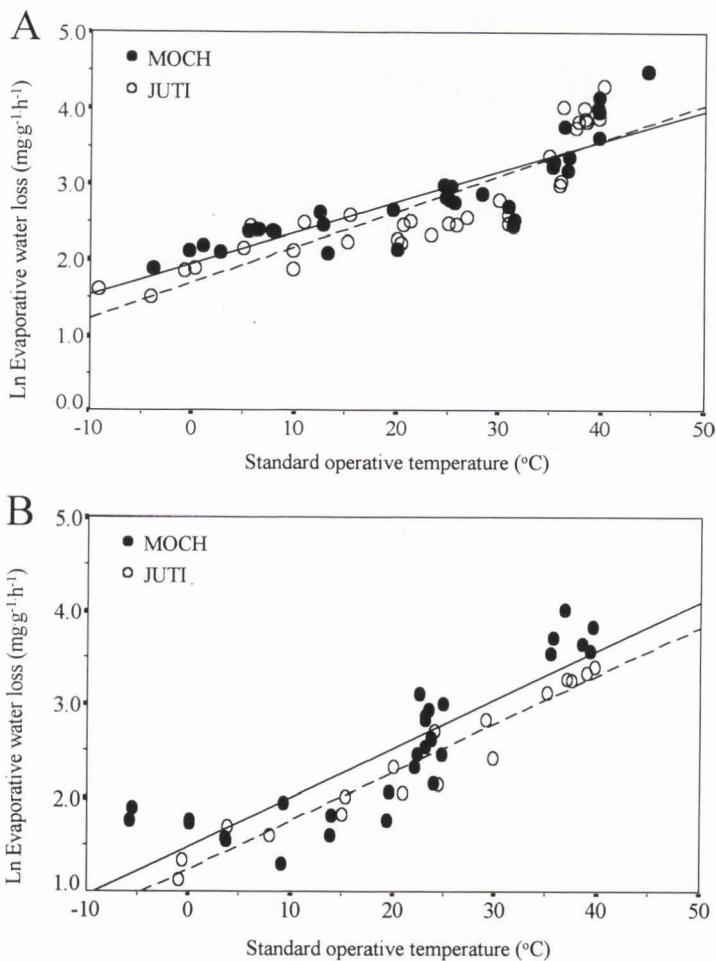 A
5.0
MOCH
JUTI
4.0
3.0
2.0
1.0
0.0
-10 0 10 20 30 40 50
Ln Evaporative water loss (mg·g⁻¹·h⁻¹)
Standard operative temperature (°C)
B
5.0
MOCH
JUTI
4.0
3.0
2.0
1.0
-10 0 10 20 30 40 50
Ln Evaporative water loss (mg·g⁻¹·h⁻¹)
Standard operative temperature (°C)